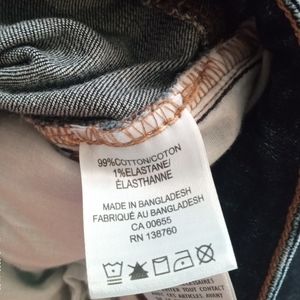 99%COTTON/COTON
1%ELASTANE/
ÉLASTHANNE
MADE IN BANGLADESH
FABRIQUÉ AU BANGLADESH
CA 00655
RN 138760